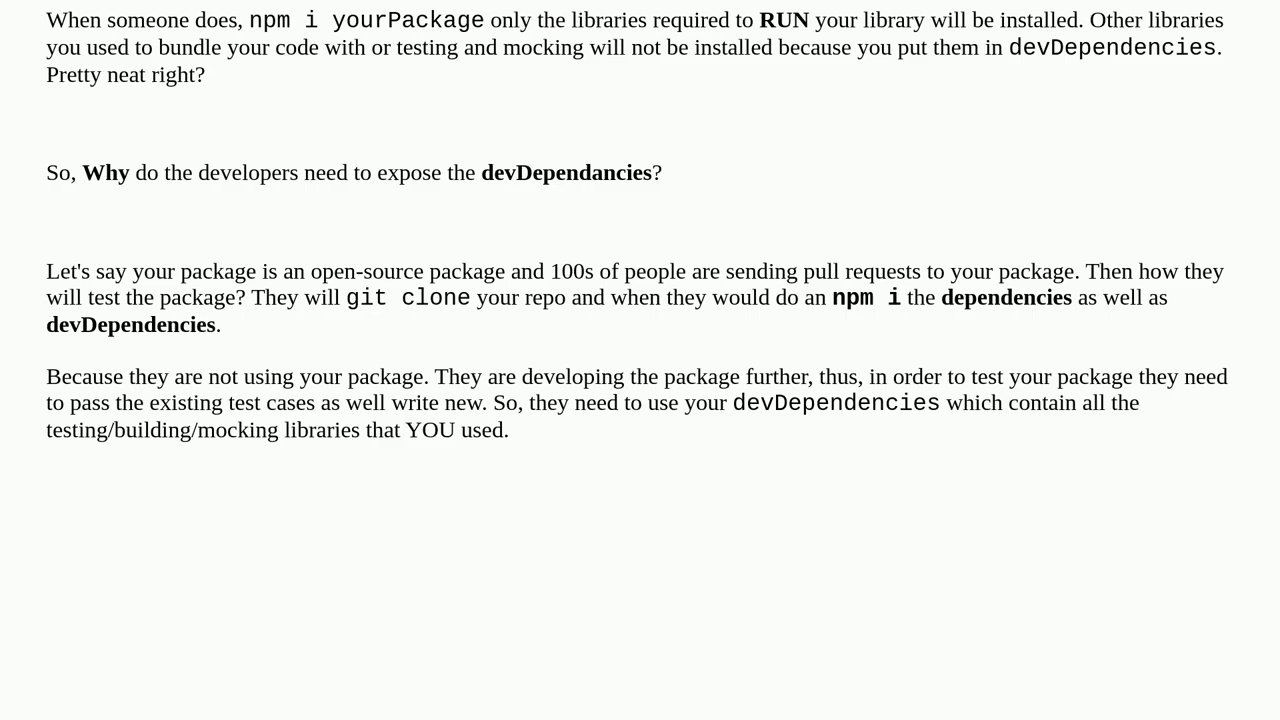 When someone does, npm i yourPackage only the libraries required to RUN your library will be installed. Other libraries
you used to bundle your code with or testing and mocking will not be installed because you put them in devDependencies.
Pretty neat right?
So, Why do the developers need to expose the devDependancies?
Let's say your package is an open-source package and 100s of people are sending pull requests to your package. Then how they
will test the package? They will git clone your repo and when they would do an npm i the dependencies as well as
devDependencies.
Because they are not using your package. They are developing the package further, thus, in order to test your package they need
to pass the existing test cases as well write new. So, they need to use your devDependencies which contain all the
testing/building/mocking libraries that YOU used.